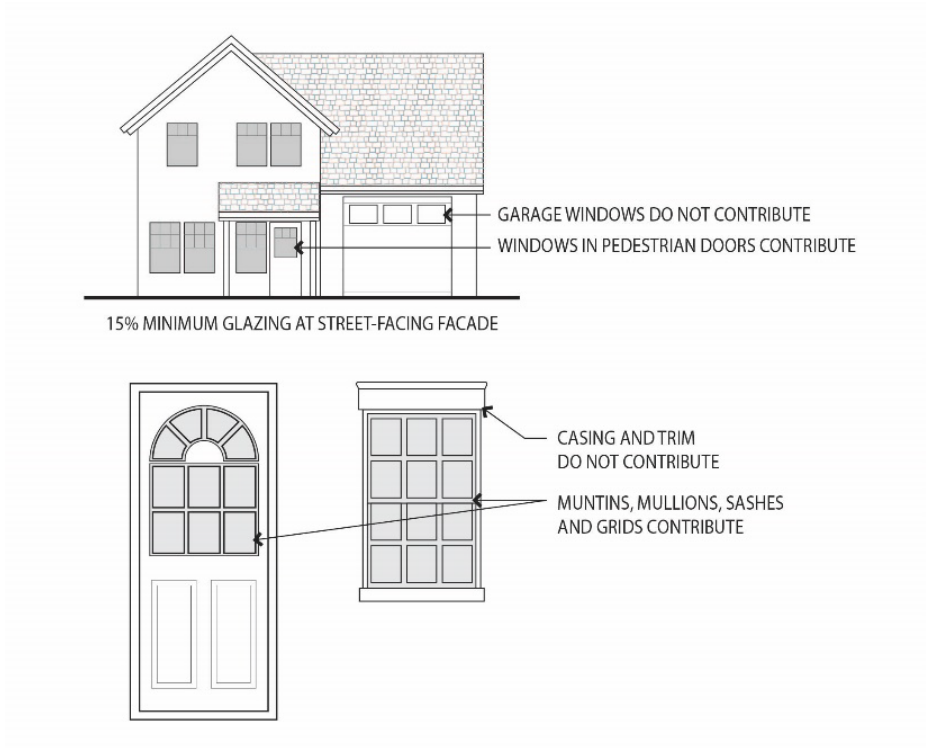 GARAGE WINDOWS DO NOT CONTRIBUTE
WINDOWS IN PEDESTRIAN DOORS CONTRIBUTE
15% MINIMUM GLAZING AT STREET-FACING FACADE
CASING AND TRIM
DO NOT CONTRIBUTE
MUNTINS, MULLIONS, SASHES
AND GRIDS CONTRIBUTE